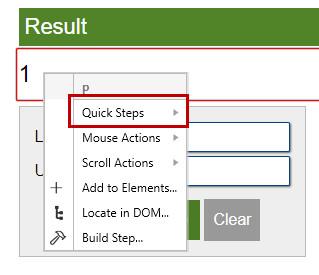 Result
1
p
Quick Steps
Mouse Actions
L
Scroll Actions
U
Add to Elements...
Locate in DOM...
Clear
Build Step...